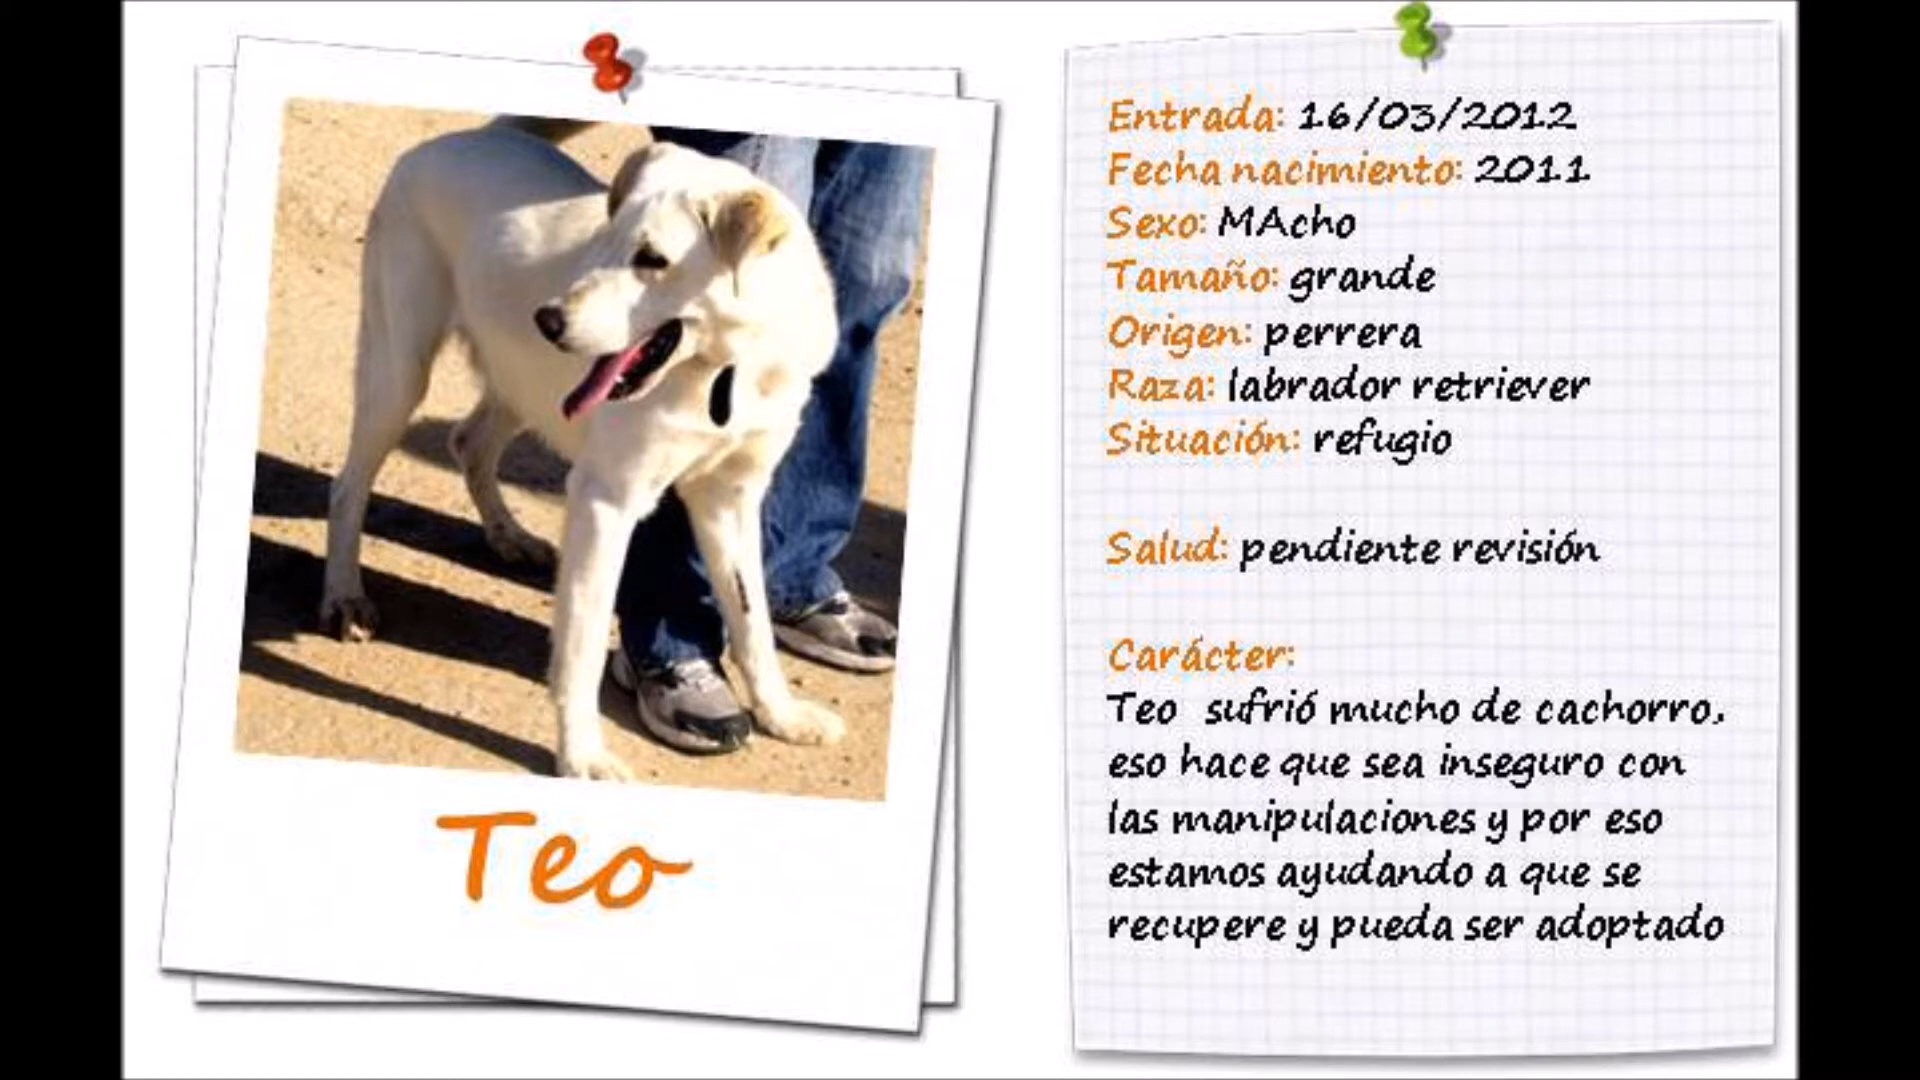 Teo
Entrada: 16/03/2012
Fecha nacimiento: 2011
Sexo: MAcho
Tamaño: grande
Origen: perrera
Raza: labrador retriever
Situación: refugio
Salud: pendiente revisión
Carácter:
Teo sufrió mucho de cachorro.
eso hace que sea inseguro con
las manipulaciones y por eso
estamos ayudando a que se
recupere y pueda ser adoptado